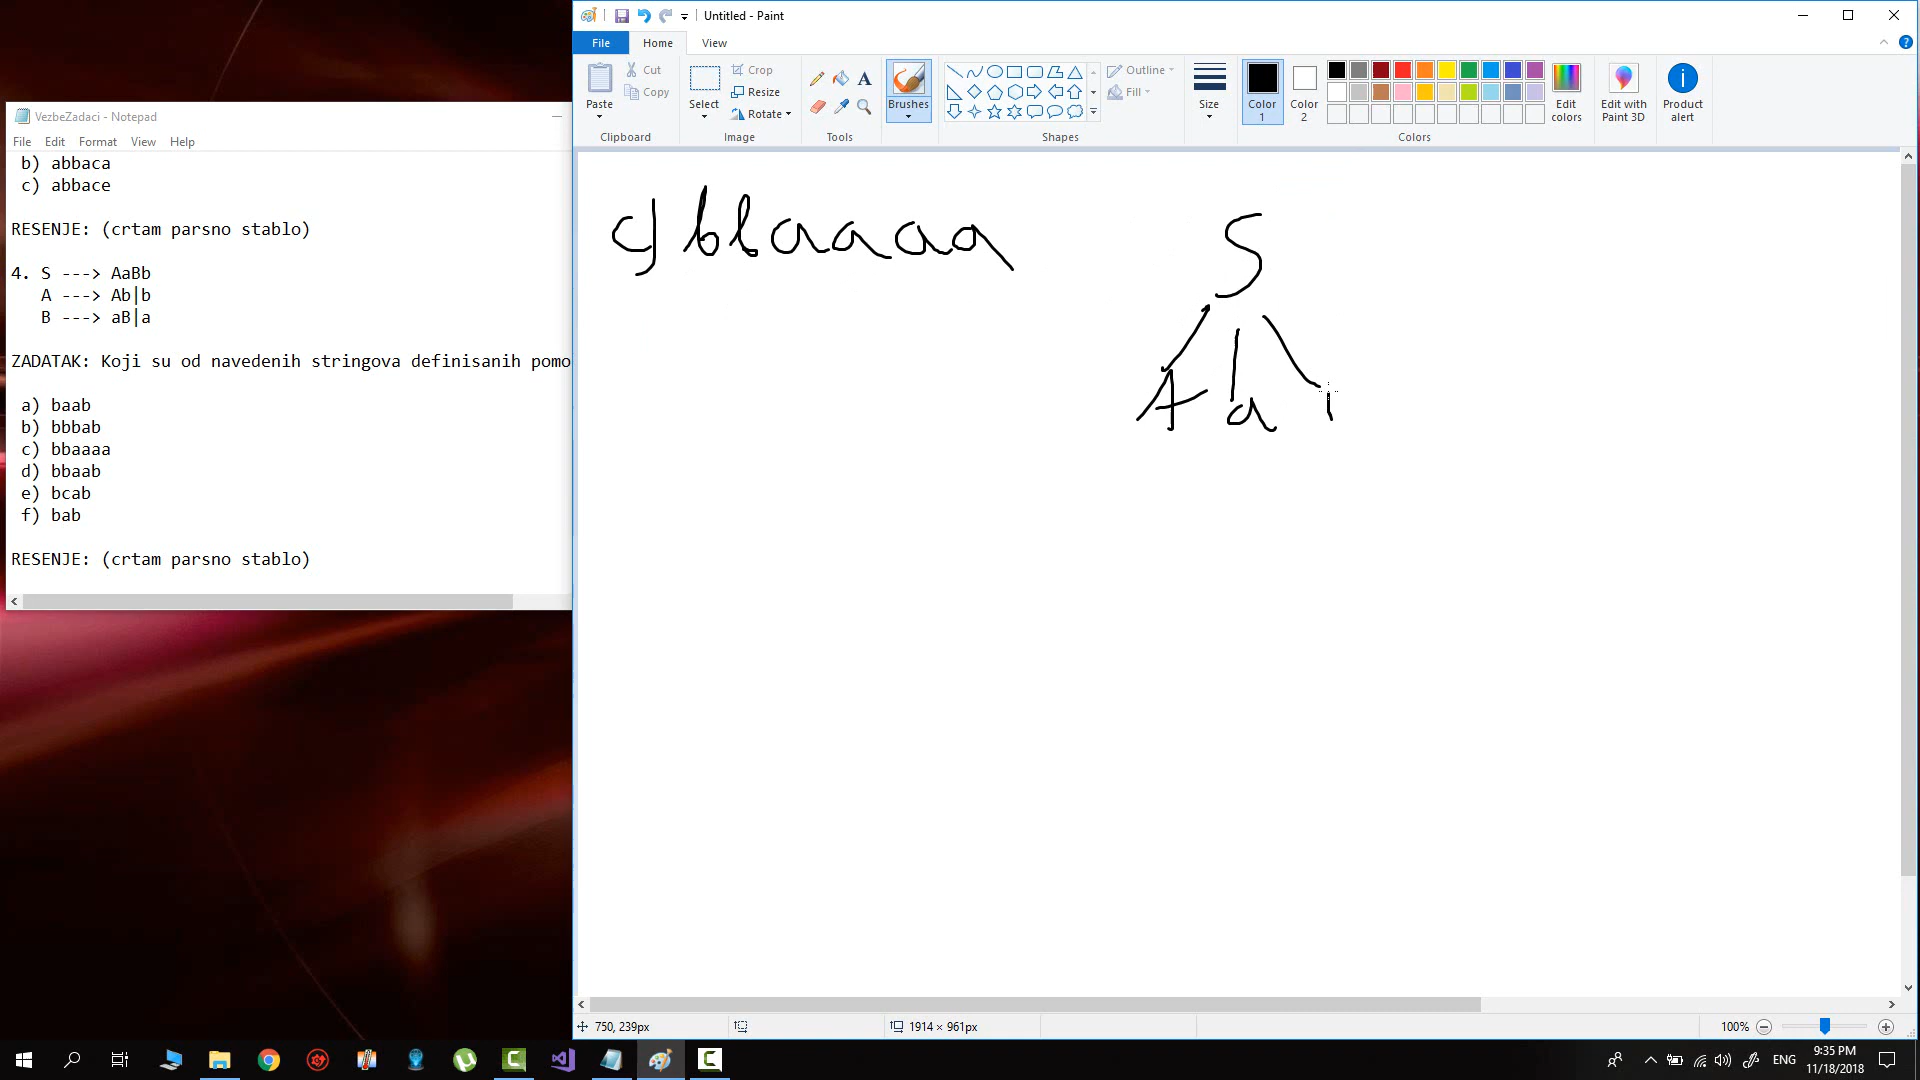 Untitled - Paint
File Home View
Paste
Cut
Copy
Clipboard
Select
Crop
Resize
Rotate
Image
Tools
Brushes
Shapes
Outline
Fill
Size
Color 1
Color 2
Colors
Edit colors
Edit with Paint 3D
Product alert
VezbeZadaci - Notepad
File Edit Format View Help
b) abbaca
c) abbace
RESENJE: (crtam parsno stablo)
4. S ---> AaBb
A ---> Ab|b
B ---> aB|a
ZADATAK: Koji su od navedenih stringova definisanih pomo
a) baab
b) bbbab
c) bbaaaa
d) bbaab
e) bcab
f) bab
RESENJE: (crtam parsno stablo)
c) bbaaaa
S
A a
750, 239px
1914 × 961px
100%
ENG
9:35 PM
11/18/2018